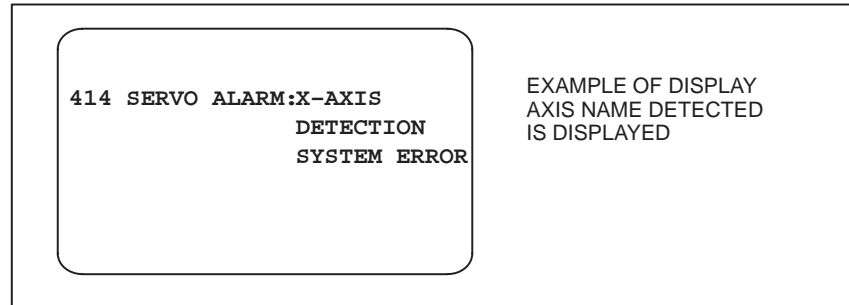 414 SERVO ALARM:X–AXIS
DETECTION
SYSTEM ERROR
EXAMPLE OF DISPLAY
AXIS NAME DETECTED
IS DISPLAYED